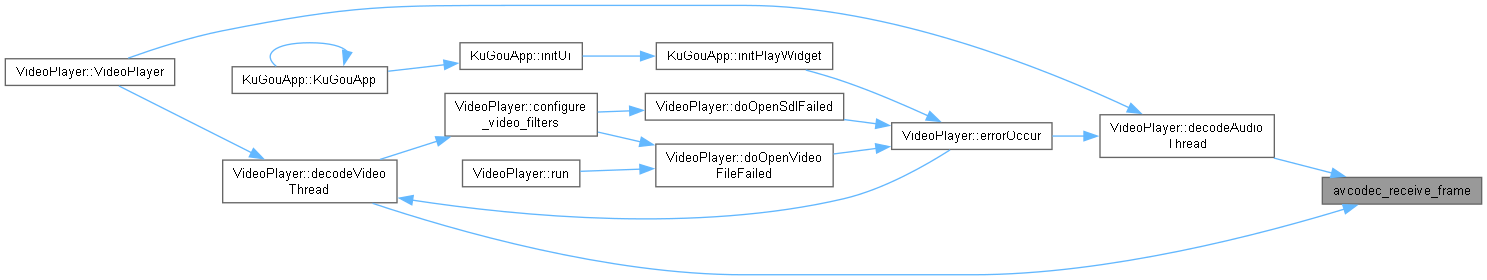 VideoPlayer::VideoPlayer
KuGouApp::KuGouApp
KuGouApp::initUi
KuGouApp::initPlayWidget
VideoPlayer::configure
_video_filters
VideoPlayer::doOpenSdlFailed
VideoPlayer::errorOccur
VideoPlayer::decodeAudio
Thread
VideoPlayer::decodeVideo
Thread
VideoPlayer::run
VideoPlayer::doOpenVideo
FileFailed
avcodec_receive_frame